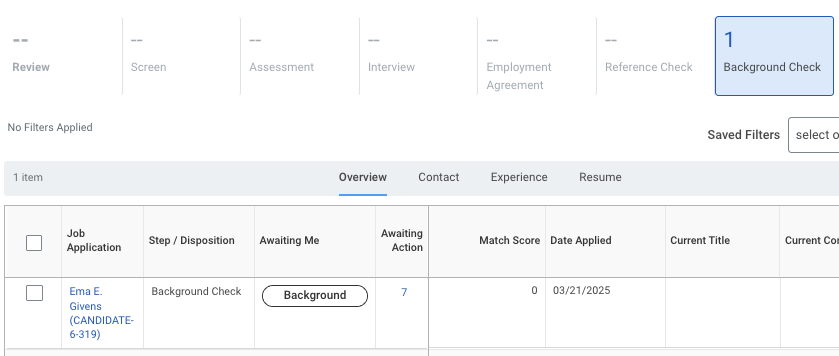 -- -- -- -- -- -- 1
Review Screen Assessment Interview Employment Agreement Reference Check Background Check
No Filters Applied
Saved Filters select o
1 item Overview Contact Experience Resume
Job Application Step / Disposition Awaiting Me Awaiting Action Match Score Date Applied Current Title Current Co
Ema E. Givens (CANDIDATE-6-319) Background Check Background 7 0 03/21/2025